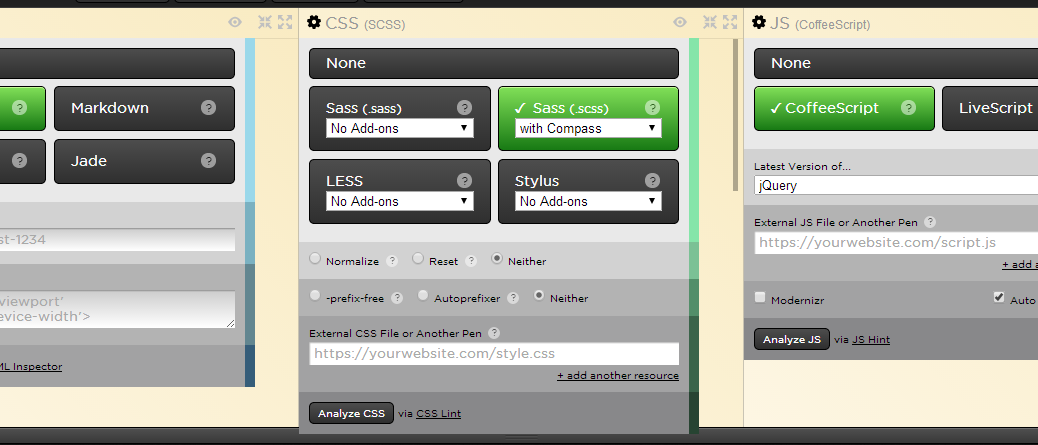 CSS (SCSS)
JS (CoffeeScript)
None
None
? Markdown ?
Sass (.scss) ?
No Add-ons
✓ Sass (.scss) ?
with Compass
✓ CoffeeScript ?
LiveScript
? Jade ?
LESS ?
No Add-ons
Stylus ?
No Add-ons
Latest Version of...
jQuery
st-1234
External JS File or Another Pen ?
https://yourwebsite.com/script.js
+ add a
Normalize ? Reset ? Neither
-prefix-free ? Autoprefixer ? Neither
viewport'
evice-width'>
Modernizr
Auto
External CSS File or Another Pen ?
https://yourwebsite.com/style.css
+ add another resource
Analyze JS via JS Hint
ML Inspector
Analyze CSS via CSS Lint